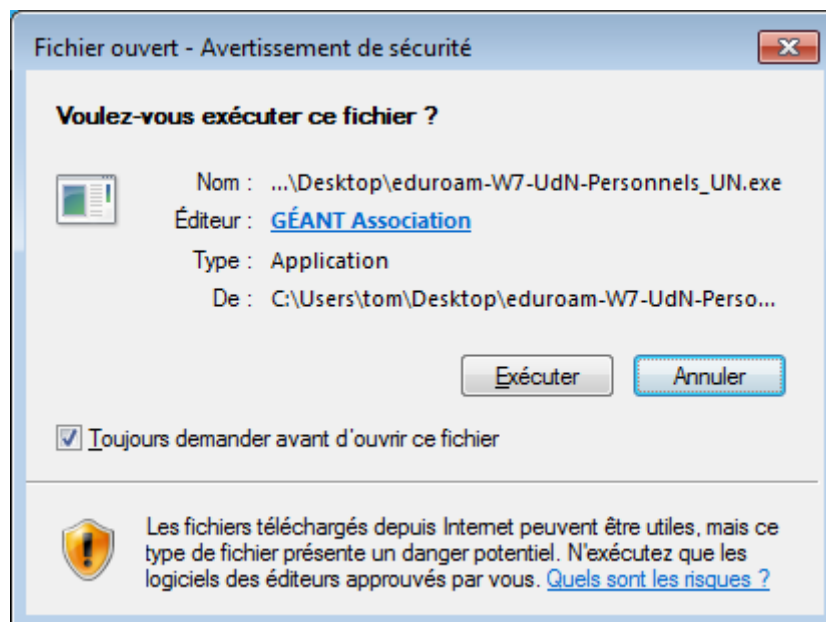 Fichier ouvert - Avertissement de sécurité
Voulez-vous exécuter ce fichier ?
Nom : ...\Desktop\eduroam-W7-UdN-Personnels_UN.exe
Éditeur : GÉANT Association
Type : Application
De : C:\Users\tom\Desktop\eduroam-W7-UdN-Perso...
Exécuter Annuler
Toujours demander avant d'ouvrir ce fichier
Les fichiers téléchargés depuis Internet peuvent être utiles, mais ce
type de fichier présente un danger potentiel. N'exécutez que les
logiciels des éditeurs approuvés par vous. Quels sont les risques ?